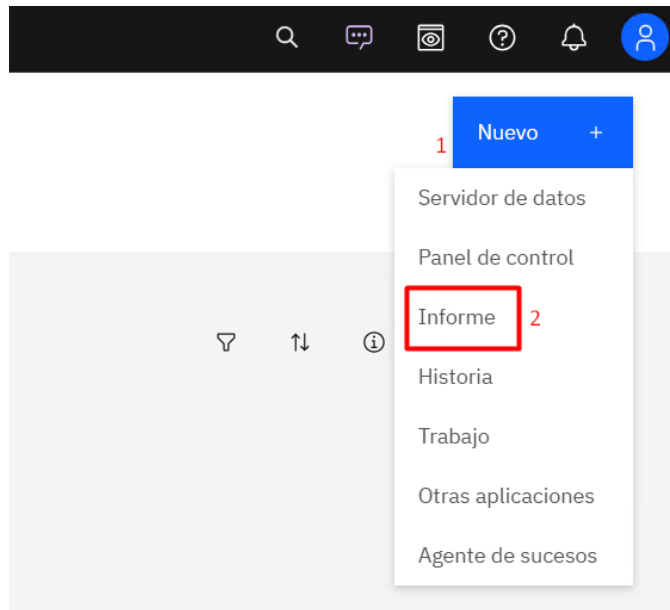 1 Nuevo +
Servidor de datos
Panel de control
Informe 2
Historia
Trabajo
Otras aplicaciones
Agente de sucesos